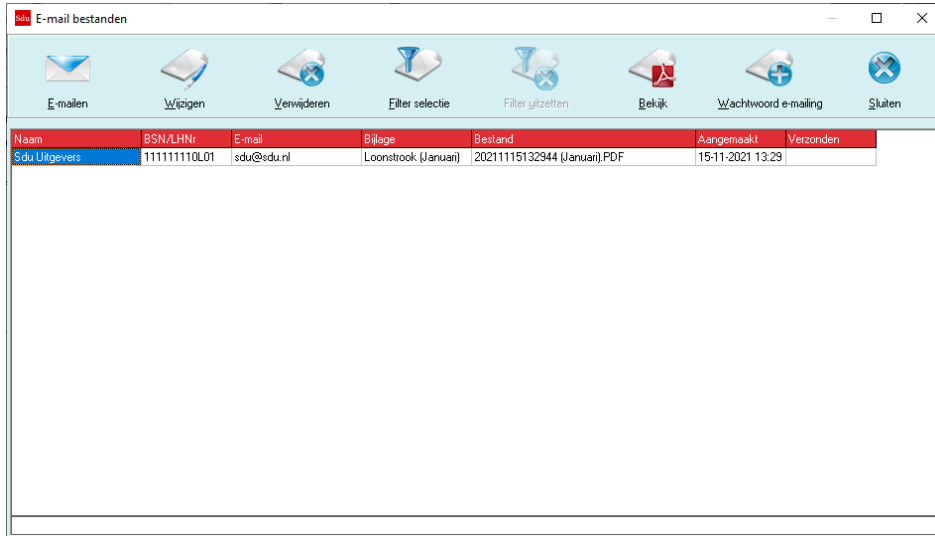 Sdu E-mail bestanden
E-mailen Wijzigen Verwijderen Filter selectie Filter uitzetten Bekijk Wachtwoord e-mailing Sluiten
Naam BSN/LHNr E-mail Bijlage Bestand Aangemaakt Verzonden
Sdu Uitgevers 111111110L01 sdu@sdu.nl Loonstrook (Januari) 20211115132944 (Januari).PDF 15-11-2021 13:29